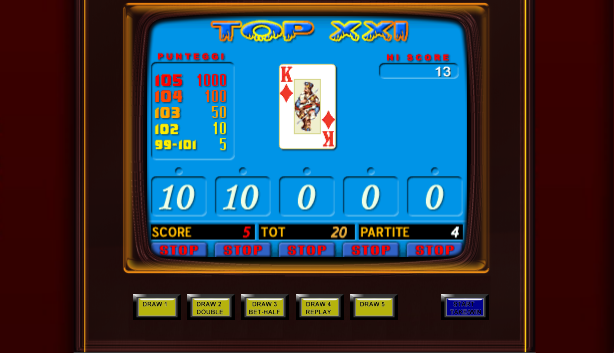 TOP XXI
PUNTEGGI
HI SCORE
13
105 1000
104 100
103 50
102 10
99-101 5
K
K
10 10 0 0 0
SCORE 5 TOT 20 PARTITE 4
STOP STOP STOP STOP STOP
DRAW 1 DRAW 2 DRAW 3 DRAW 4 DRAW 5
DOUBLE BET-HALF REPLAY